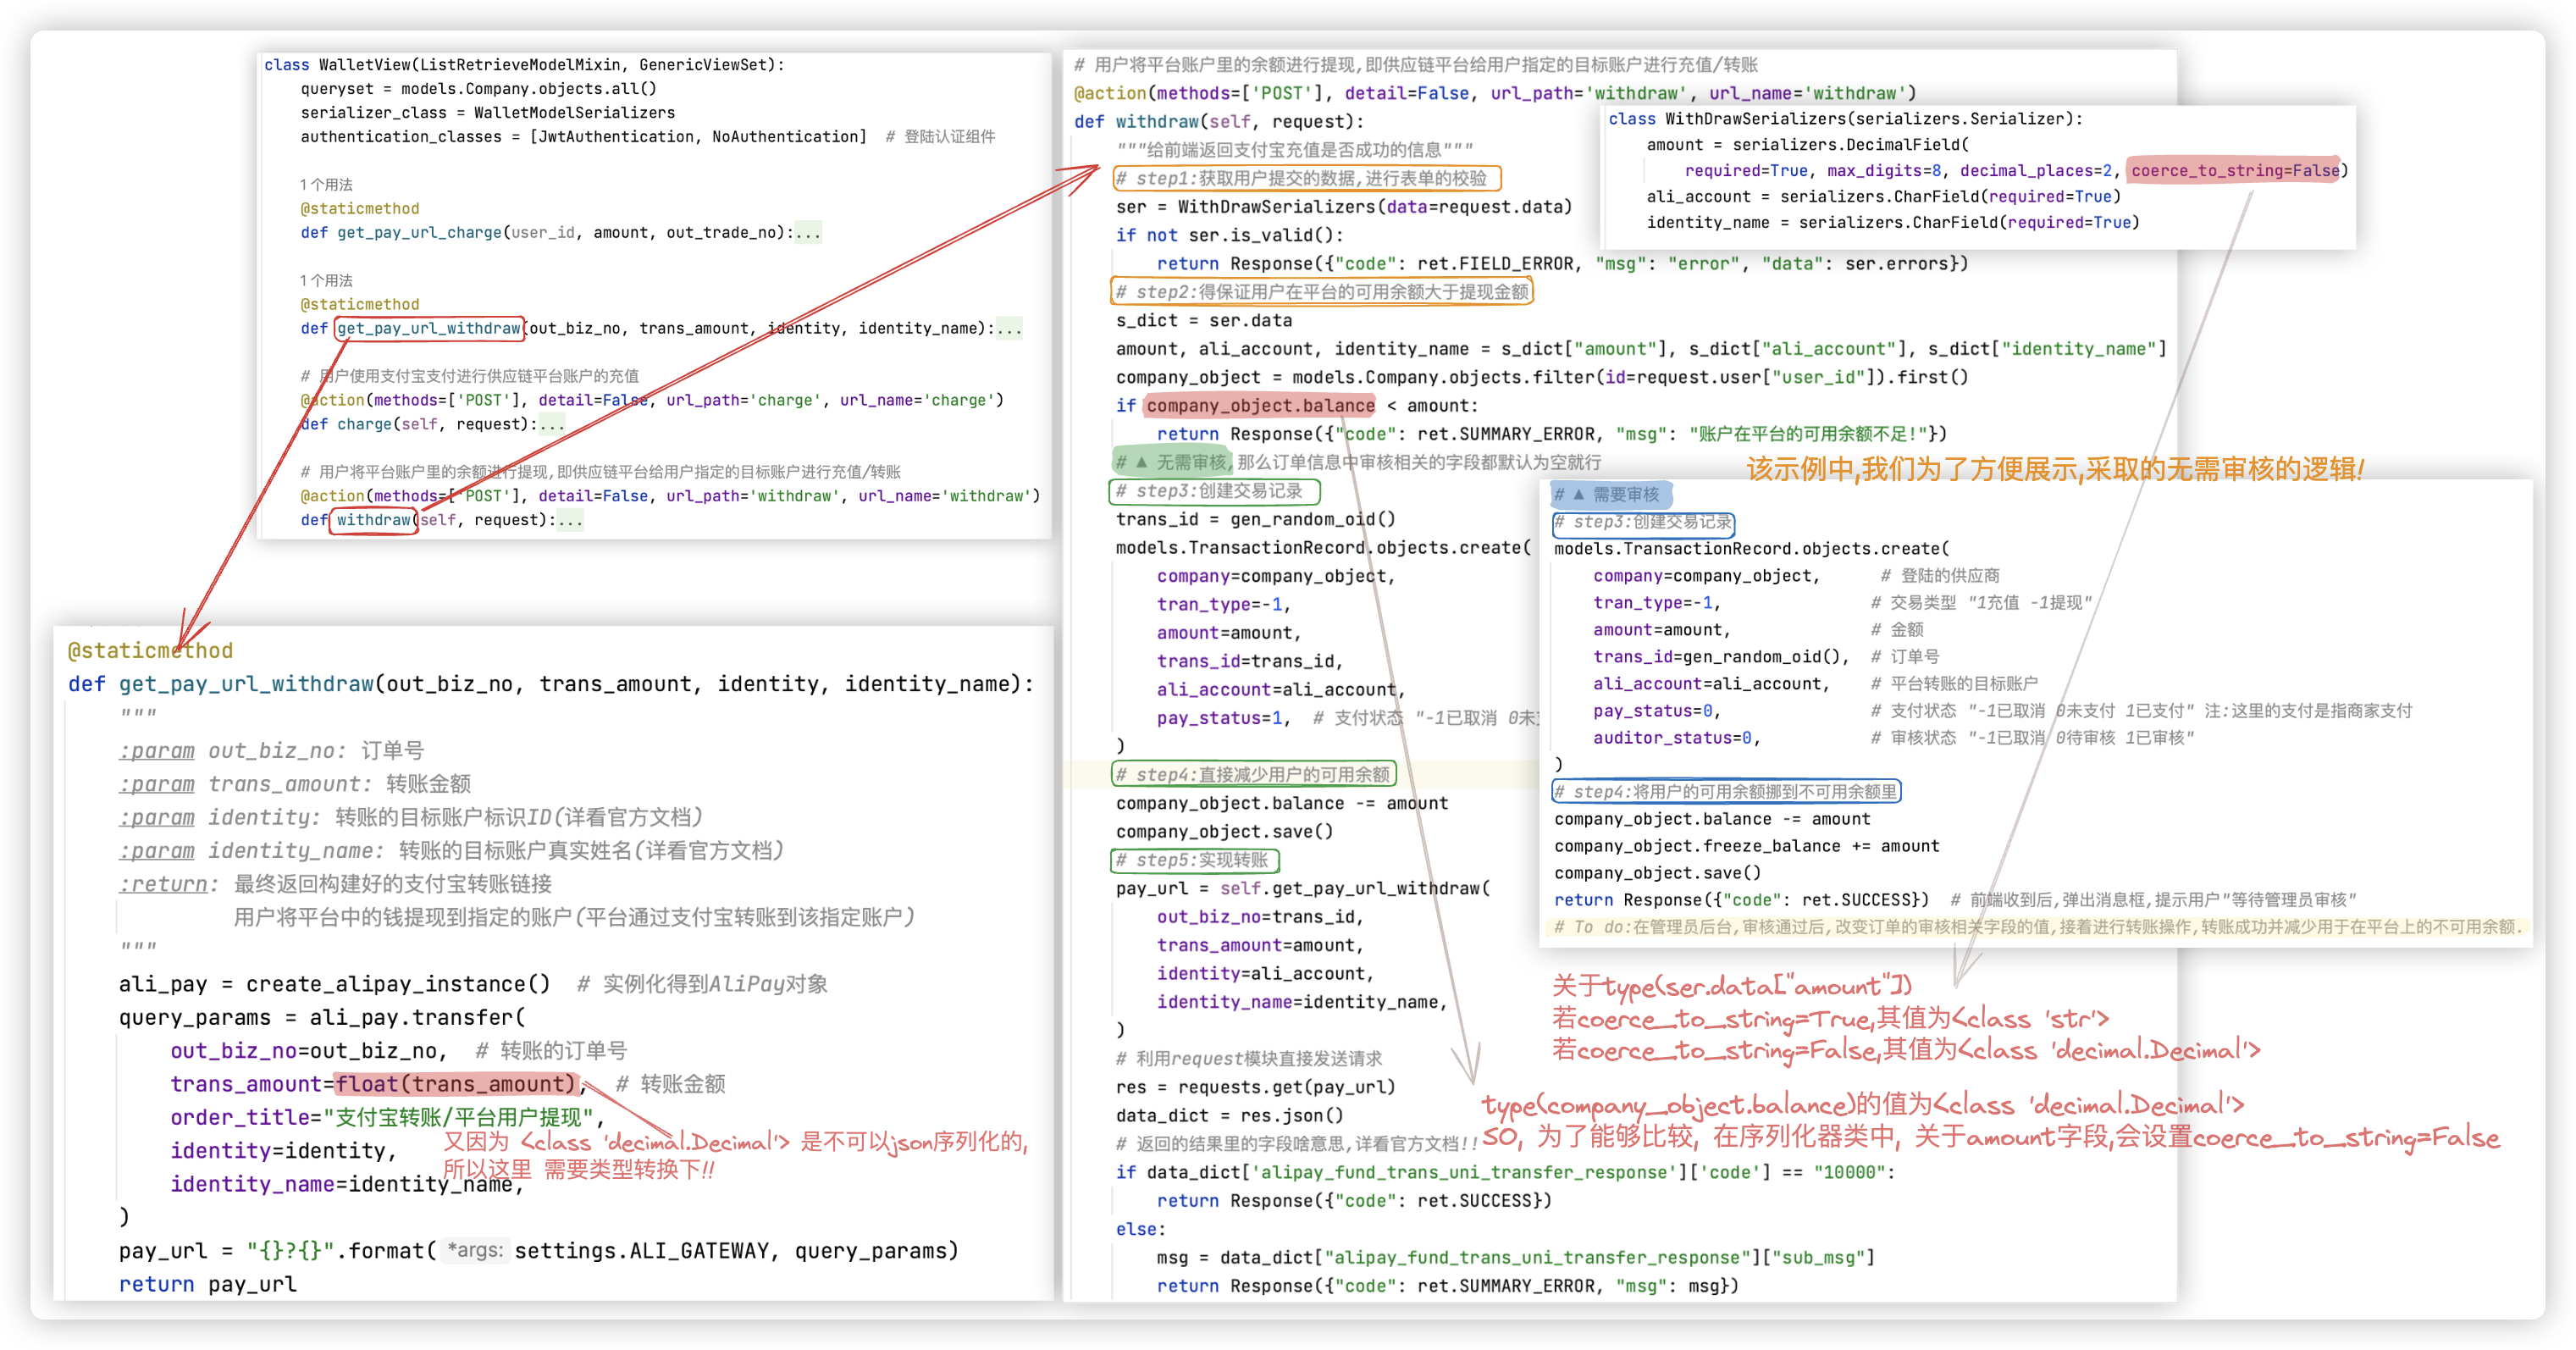 class WalletView(ListRetrieveModelMixin, GenericViewSet):
queryset = models.Company.objects.all()
serializer_class = WalletModelSerializers
authentication_classes = [JwtAuthentication, NoAuthentication]  # 登陆认证组件
1 个用法
@staticmethod
def get_pay_url_charge(user_id, amount, out_trade_no):...
1 个用法
@staticmethod
def get_pay_url_withdraw(out_biz_no, trans_amount, identity, identity_name):...
# 用户使用支付宝支付进行供应链平台账户的充值
@action(methods=['POST'], detail=False, url_path='charge', url_name='charge')
def charge(self, request):...
# 用户将平台账户里的余额进行提现,即供应链平台给用户指定的目标账户进行充值/转账
@action(methods=['POST'], detail=False, url_path='withdraw', url_name='withdraw')
def withdraw(self, request):...
@staticmethod
def get_pay_url_withdraw(out_biz_no, trans_amount, identity, identity_name):
"""
:param out_biz_no: 订单号
:param trans_amount: 转账金额
:param identity: 转账的目标账户标识ID(详看官方文档)
:param identity_name: 转账的目标账户真实姓名(详看官方文档)
:return: 最终返回构建好的支付宝转账链接
用户将平台中的钱提现到指定的账户(平台通过支付宝转账到该指定账户)
"""
ali_pay = create_alipay_instance()  # 实例化得到AliPay对象
query_params = ali_pay.transfer(
out_biz_no=out_biz_no,  # 转账的订单号
trans_amount=float(trans_amount),  # 转账金额
order_title="支付宝转账/平台用户提现",
又因为 <class 'decimal.Decimal'> 是不可以json序列化的,
identity=identity,
所以这里 需要类型转换下!!
identity_name=identity_name,
)
pay_url = "{}?{}".format( *args: settings.ALI_GATEWAY, query_params)
return pay_url
# 用户将平台账户里的余额进行提现,即供应链平台给用户指定的目标账户进行充值/转账
@action(methods=['POST'], detail=False, url_path='withdraw', url_name='withdraw')
def withdraw(self, request):
"""给前端返回支付宝充值是否成功的信息"""
# step1:获取用户提交的数据,进行表单的校验
ser = WithDrawSerializers(data=request.data)
if not ser.is_valid():
return Response({"code": ret.FIELD_ERROR, "msg": "error", "data": ser.errors})
# step2:得保证用户在平台的可用余额大于提现金额
s_dict = ser.data
amount, ali_account, identity_name = s_dict["amount"], s_dict["ali_account"], s_dict["identity_name"]
company_object = models.Company.objects.filter(id=request.user["user_id"]).first()
if company_object.balance < amount:
return Response({"code": ret.SUMMARY_ERROR, "msg": "账户在平台的可用余额不足!"})
# ▲ 无需审核,那么订单信息中审核相关的字段都默认为空就行
# step3:创建交易记录
trans_id = gen_random_oid()
models.TransactionRecord.objects.create(
company=company_object,
tran_type=-1,
amount=amount,
trans_id=trans_id,
ali_account=ali_account,
pay_status=1,  # 支付状态 "-1已取消 0未
)
# step4:直接减少用户的可用余额
company_object.balance -= amount
company_object.save()
# step5:实现转账
pay_url = self.get_pay_url_withdraw(
out_biz_no=trans_id,
trans_amount=amount,
identity=ali_account,
identity_name=identity_name,
)
# 利用request模块直接发送请求
res = requests.get(pay_url)
data_dict = res.json()
# 返回的结果里的字段啥意思,详看官方文档!!
if data_dict['alipay_fund_trans_uni_transfer_response']['code'] == "10000":
return Response({"code": ret.SUCCESS})
else:
msg = data_dict["alipay_fund_trans_uni_transfer_response"]["sub_msg"]
return Response({"code": ret.SUMMARY_ERROR, "msg": msg})
class WithDrawSerializers(serializers.Serializer):
amount = serializers.DecimalField(
required=True, max_digits=8, decimal_places=2, coerce_to_string=False)
ali_account = serializers.CharField(required=True)
identity_name = serializers.CharField(required=True)
该示例中,我们为了方便展示,采取的无需审核的逻辑!
# ▲ 需要审核
# step3:创建交易记录
models.TransactionRecord.objects.create(
company=company_object,  # 登陆的供应商
tran_type=-1,  # 交易类型 "1充值 -1提现"
amount=amount,  # 金额
trans_id=gen_random_oid(),  # 订单号
ali_account=ali_account,  # 平台转账的目标账户
pay_status=0,  # 支付状态 "-1已取消 0未支付 1已支付" 注:这里的支付是指商家支付
auditor_status=0,  # 审核状态 "-1已取消 0待审核 1已审核"
)
# step4:将用户的可用余额挪到不可用余额里
company_object.balance -= amount
company_object.freeze_balance += amount
company_object.save()
return Response({"code": ret.SUCCESS})  # 前端收到后,弹出消息框,提示用户"等待管理员审核"
# To do:在管理员后台,审核通过后,改变订单的审核相关字段的值,接着进行转账操作,转账成功并减少用于在平台上的不可用余额.
关于type(ser.data["amount"])
若coerce_to_string=True,其值为<class 'str'>
若coerce_to_string=False,其值为<class 'decimal.Decimal'>
type(company_object.balance)的值为<class 'decimal.Decimal'>
SO, 为了能够比较, 在序列化器类中, 关于amount字段,会设置coerce_to_string=False